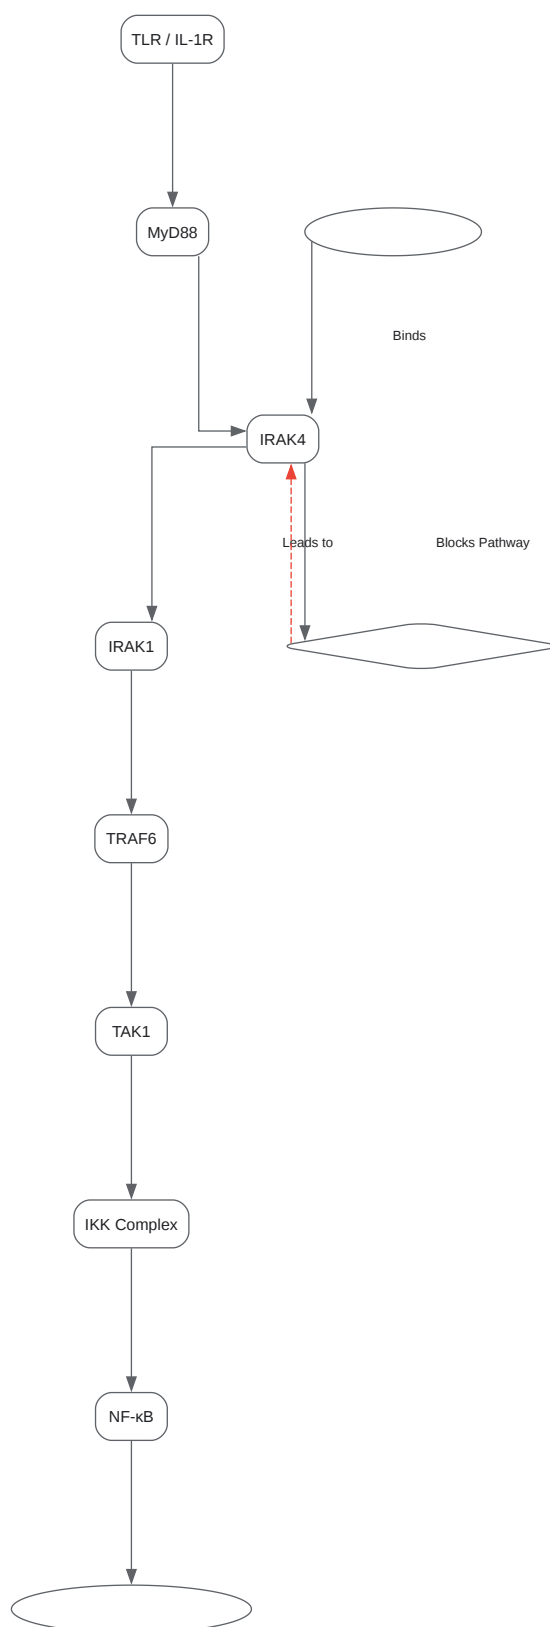 TLR / IL-1R
MyD88
Binds
IRAK4
Leads to
Blocks Pathway
IRAK1
TRAF6
TAK1
IKK Complex
NF-κB